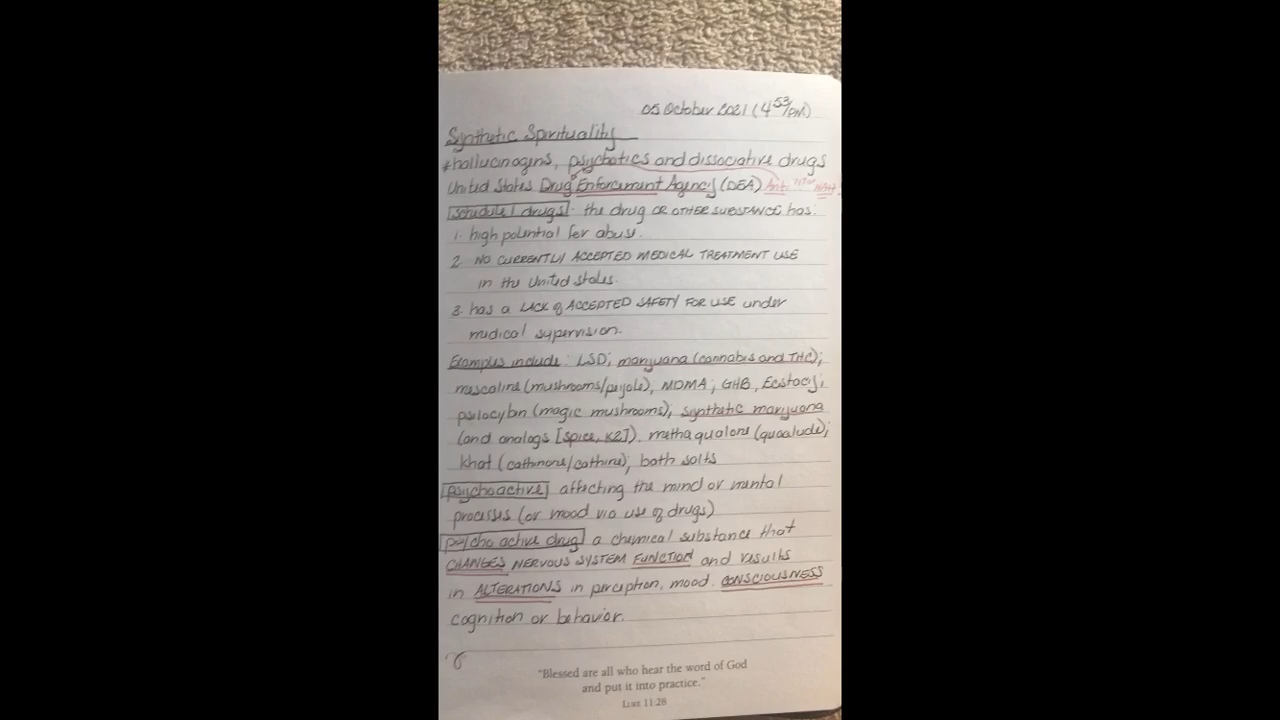 05 October 2021 (4 53/PM)
Synthetic Spirituality
*hallucinogens, psychotics and dissociative drugs
United States Drug Enforcement Agency (DEA) Anti
schedule I drugs: the drug OR OTHER SUBSTANCE has:
1. high potential for abuse.
2. NO CURRENTLY ACCEPTED MEDICAL TREATMENT USE
in the United States.
3. has a LACK of ACCEPTED SAFETY FOR USE under
medical supervision.
Examples include: LSD; marijuana (cannabis and THC);
mescaline (mushrooms/peyote); MDMA; GHB, Ecstacy;
psilocybin (magic mushrooms); synthetic marijuana
(and analogs [spice, K2]), methaqualone (quaalude);
khat (cathinone/cathine); bath salts
psychoactive affecting the mind or mental
processes (or mood via use of drugs)
psycho active drug a chemical substance that
CHANGES NERVOUS SYSTEM FUNCTION and results
in ALTERATIONS in perception, mood, CONSCIOUSNESS
cognition or behavior.
"Blessed are all who hear the word of God
and put it into practice."
LUKE 11:28